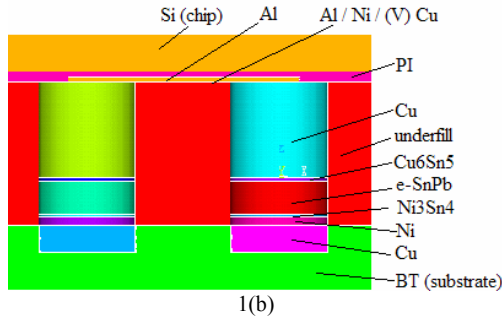 Si (chip)
Al
Al / Ni / (V) Cu
PI
Cu
underfill
Cu6Sn5
e-SnPb
Ni3Sn4
Ni
Cu
BT (substrate)
1(b)